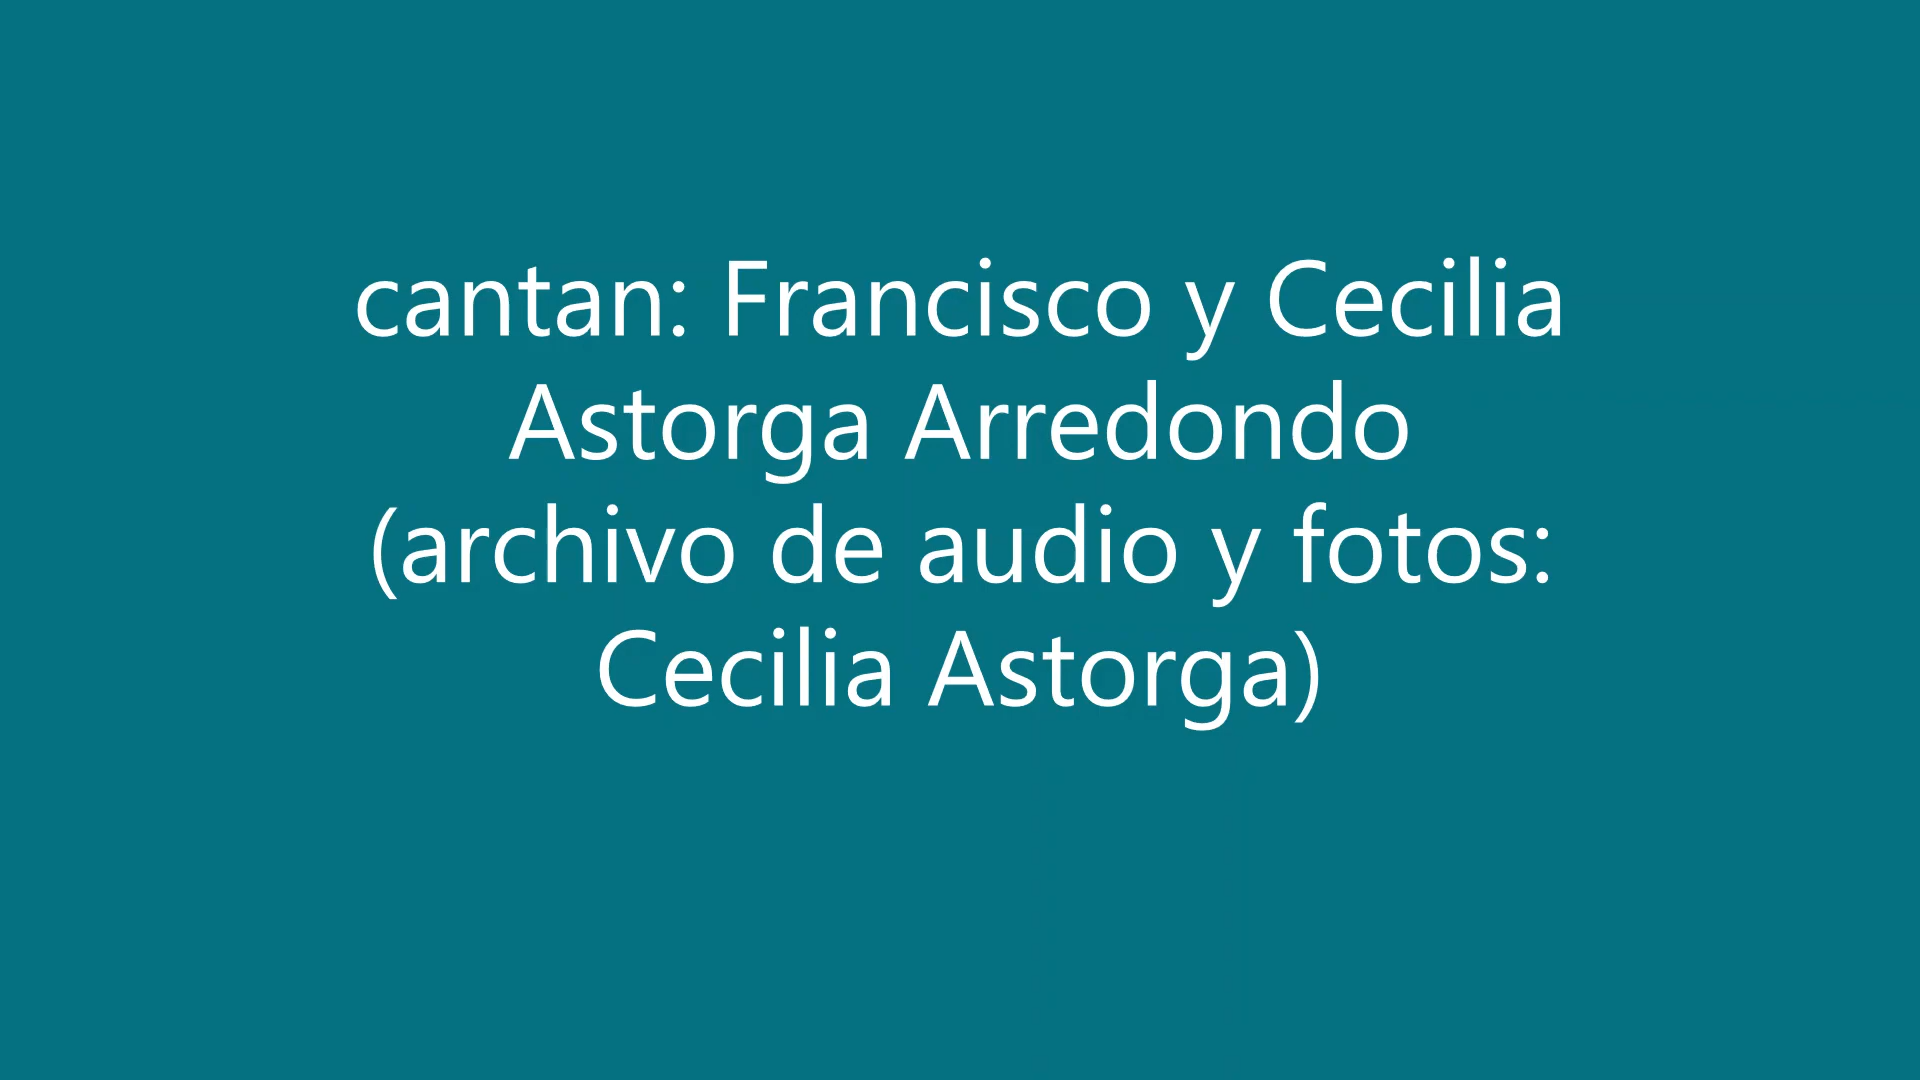 cantan: Francisco y Cecilia
Astorga Arredondo
(archivo de audio y fotos:
Cecilia Astorga)